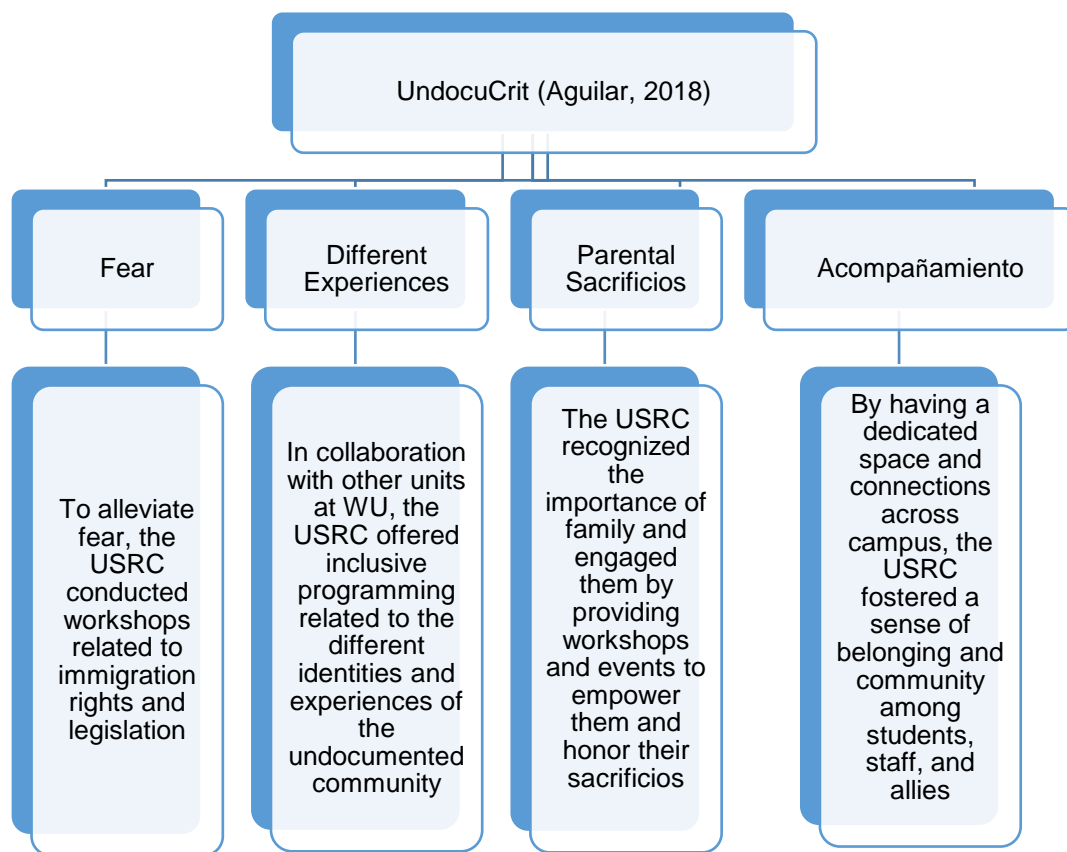 UndocuCrit (Aguilar, 2018)
Fear
Different
Experiences
Parental
Sacrificios
Acompañamiento
To alleviate
fear, the
USRC
conducted
workshops
related to
immigration
rights and
legislation
In collaboration
with other units
at WU, the
USRC offered
inclusive
programming
related to the
different
identities and
experiences of
the
undocumented
community
The USRC
recognized
the
importance of
family and
engaged
them by
providing
workshops
and events to
empower
them and
honor their
sacrificios
By having a
dedicated
space and
connections
across
campus, the
USRC
fostered a
sense of
belonging and
community
among
students,
staff, and
allies